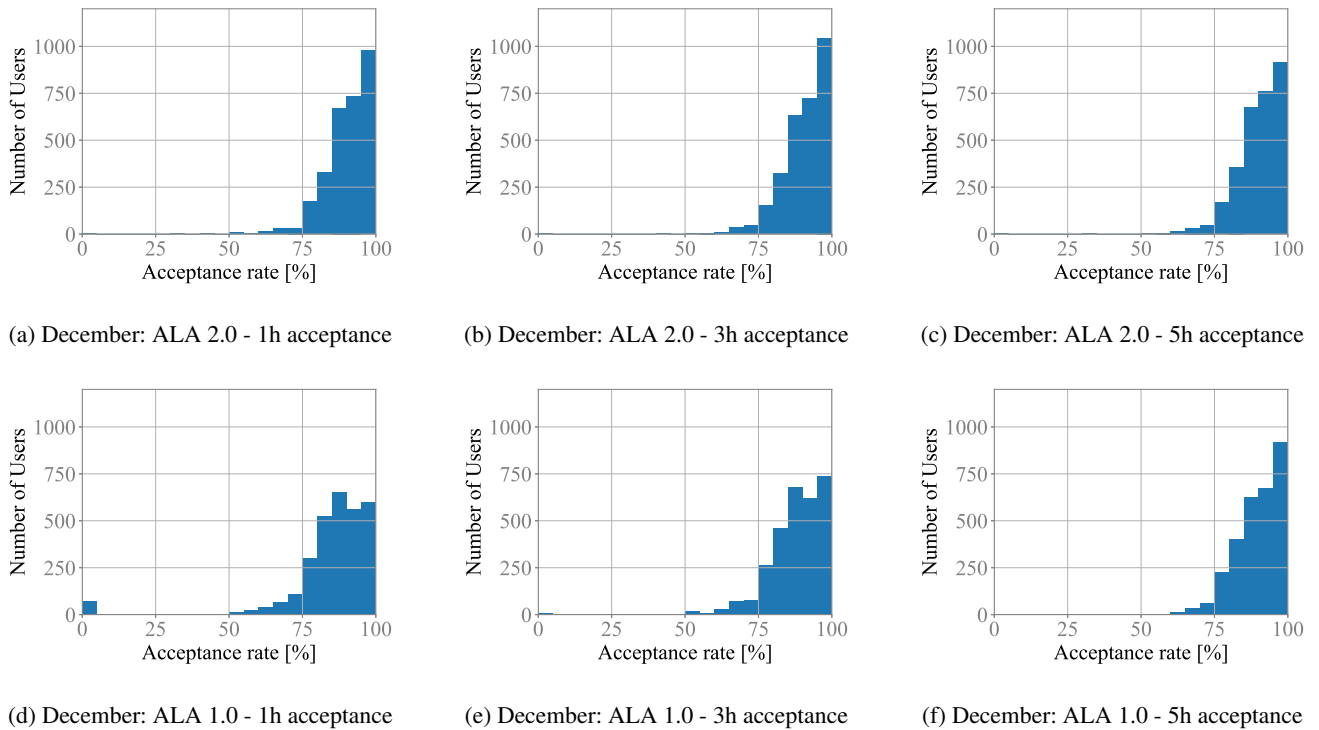 Number of Users
1000
750
500
250
0
0 25 50 75 100
Acceptance rate [%]
(a) December: ALA 2.0 - 1h acceptance
Number of Users
1000
750
500
250
0
0 25 50 75 100
Acceptance rate [%]
(b) December: ALA 2.0 - 3h acceptance
Number of Users
1000
750
500
250
0
0 25 50 75 100
Acceptance rate [%]
(c) December: ALA 2.0 - 5h acceptance
Number of Users
1000
750
500
250
0
0 25 50 75 100
Acceptance rate [%]
(d) December: ALA 1.0 - 1h acceptance
Number of Users
1000
750
500
250
0
0 25 50 75 100
Acceptance rate [%]
(e) December: ALA 1.0 - 3h acceptance
Number of Users
1000
750
500
250
0
0 25 50 75 100
Acceptance rate [%]
(f) December: ALA 1.0 - 5h acceptance